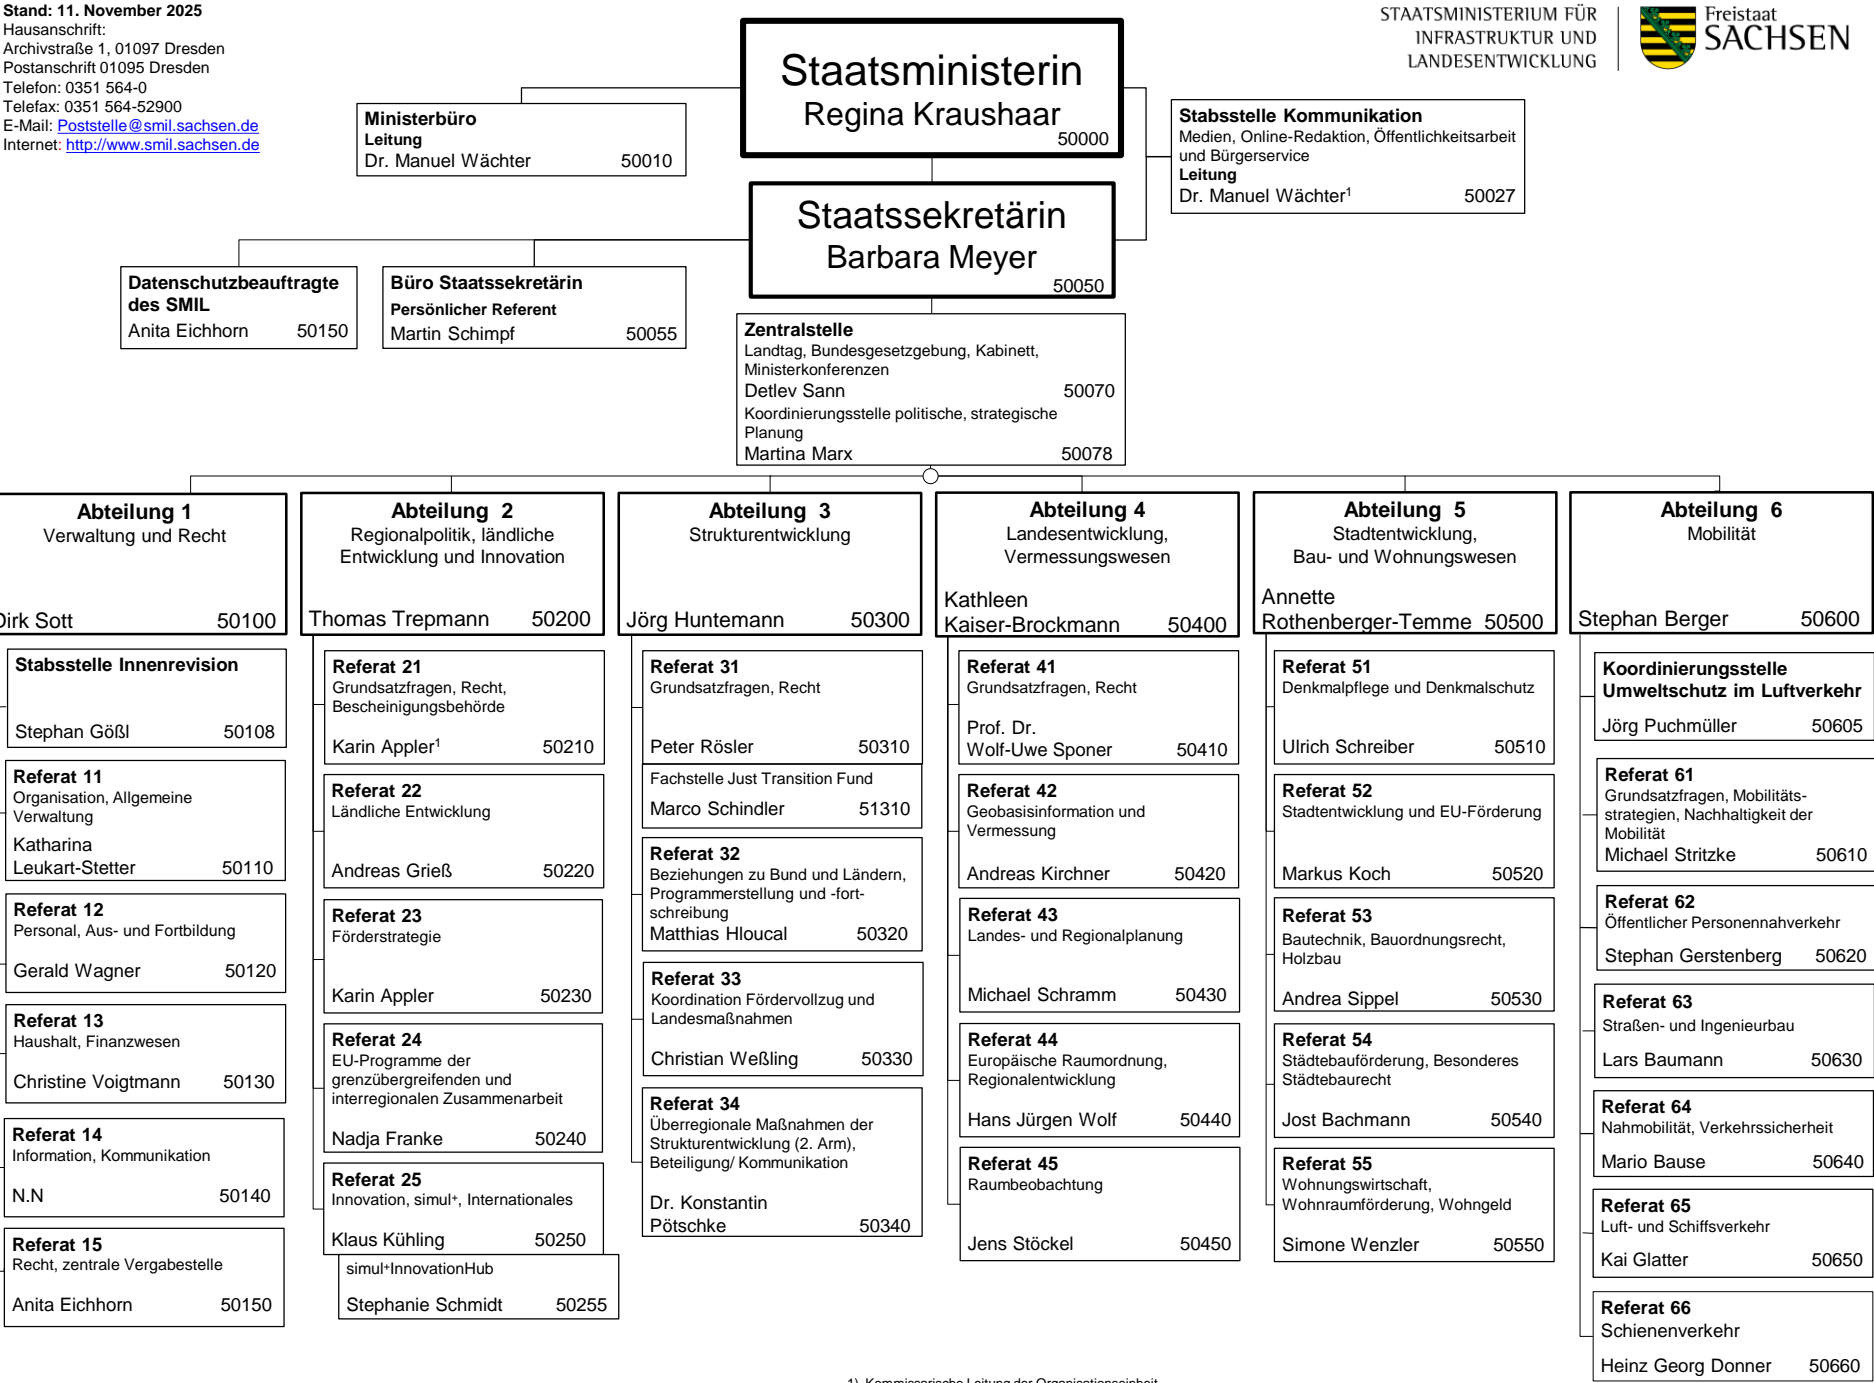 Stand: 11. November 2025
Hausanschrift:
Archivstraße 1, 01097 Dresden
Postanschrift 01095 Dresden
Telefon: 0351 564-0
Telefax: 0351 564-52900
E-Mail: Poststelle@smil.sachsen.de
Internet: http://www.smil.sachsen.de
STAATSMINISTERIUM FÜR
INFRASTRUKTUR UND
LANDESENTWICKLUNG
Freistaat
SACHSEN
Staatsministerin
Regina Kraushaar
50000
Ministerbüro
Leitung
Dr. Manuel Wächter 50010
Stabsstelle Kommunikation
Medien, Online-Redaktion, Öffentlichkeitsarbeit
und Bürgerservice
Leitung
Dr. Manuel Wächter¹ 50027
Staatssekretärin
Barbara Meyer
50050
Datenschutzbeauftragte
des SMIL
Anita Eichhorn 50150
Büro Staatssekretärin
Persönlicher Referent
Martin Schimpf 50055
Zentralstelle
Landtag, Bundesgesetzgebung, Kabinett,
Ministerkonferenzen
Detlev Sann 50070
Koordinierungsstelle politische, strategische
Planung
Martina Marx 50078
Abteilung 1
Verwaltung und Recht
Dirk Sott 50100
Stabsstelle Innenrevision
Stephan Gößl 50108
Referat 11
Organisation, Allgemeine
Verwaltung
Katharina
Leukart-Stetter 50110
Referat 12
Personal, Aus- und Fortbildung
Gerald Wagner 50120
Referat 13
Haushalt, Finanzwesen
Christine Voigtmann 50130
Referat 14
Information, Kommunikation
N.N 50140
Referat 15
Recht, zentrale Vergabestelle
Anita Eichhorn 50150
Abteilung 2
Regionalpolitik, ländliche
Entwicklung und Innovation
Thomas Trepmann 50200
Referat 21
Grundsatzfragen, Recht,
Bescheinigungsbehörde
Karin Appler¹ 50210
Referat 22
Ländliche Entwicklung
Andreas Grieß 50220
Referat 23
Förderstrategie
Karin Appler 50230
Referat 24
EU-Programme der
grenzübergreifenden und
interregionalen Zusammenarbeit
Nadja Franke 50240
Referat 25
Innovation, simul⁺, Internationales
Klaus Kühling 50250
simul⁺InnovationHub
Stephanie Schmidt 50255
Abteilung 3
Strukturentwicklung
Jörg Huntemann 50300
Referat 31
Grundsatzfragen, Recht
Peter Rösler 50310
Fachstelle Just Transition Fund
Marco Schindler 51310
Referat 32
Beziehungen zu Bund und Ländern,
Programmerstellung und -fort-
schreibung
Matthias Hloucal 50320
Referat 33
Koordination Fördervollzug und
Landesmaßnahmen
Christian Weßling 50330
Referat 34
Überregionale Maßnahmen der
Strukturentwicklung (2. Arm),
Beteiligung/ Kommunikation
Dr. Konstantin
Pötschke 50340
Abteilung 4
Landesentwicklung,
Vermessungswesen
Kathleen
Kaiser-Brockmann 50400
Referat 41
Grundsatzfragen, Recht
Prof. Dr.
Wolf-Uwe Sponer 50410
Referat 42
Geobasisinformation und
Vermessung
Andreas Kirchner 50420
Referat 43
Landes- und Regionalplanung
Michael Schramm 50430
Referat 44
Europäische Raumordnung,
Regionalentwicklung
Hans Jürgen Wolf 50440
Referat 45
Raumbeobachtung
Jens Stöckel 50450
Abteilung 5
Stadtentwicklung,
Bau- und Wohnungswesen
Annette
Rothenberger-Temme 50500
Referat 51
Denkmalpflege und Denkmalschutz
Ulrich Schreiber 50510
Referat 52
Stadtentwicklung und EU-Förderung
Markus Koch 50520
Referat 53
Bautechnik, Bauordnungsrecht,
Holzbau
Andrea Sippel 50530
Referat 54
Städtebauförderung, Besonderes
Städtebaurecht
Jost Bachmann 50540
Referat 55
Wohnungswirtschaft,
Wohnraumförderung, Wohngeld
Simone Wenzler 50550
Abteilung 6
Mobilität
Stephan Berger 50600
Koordinierungsstelle
Umweltschutz im Luftverkehr
Jörg Puchmüller 50605
Referat 61
Grundsatzfragen, Mobilitäts-
strategien, Nachhaltigkeit der
Mobilität
Michael Stritzke 50610
Referat 62
Öffentlicher Personennahverkehr
Stephan Gerstenberg 50620
Referat 63
Straßen- und Ingenieurbau
Lars Baumann 50630
Referat 64
Nahmobilität, Verkehrssicherheit
Mario Bause 50640
Referat 65
Luft- und Schiffsverkehr
Kai Glatter 50650
Referat 66
Schienenverkehr
Heinz Georg Donner 50660
1) Kommissarische Leitung der Organisationseinheit